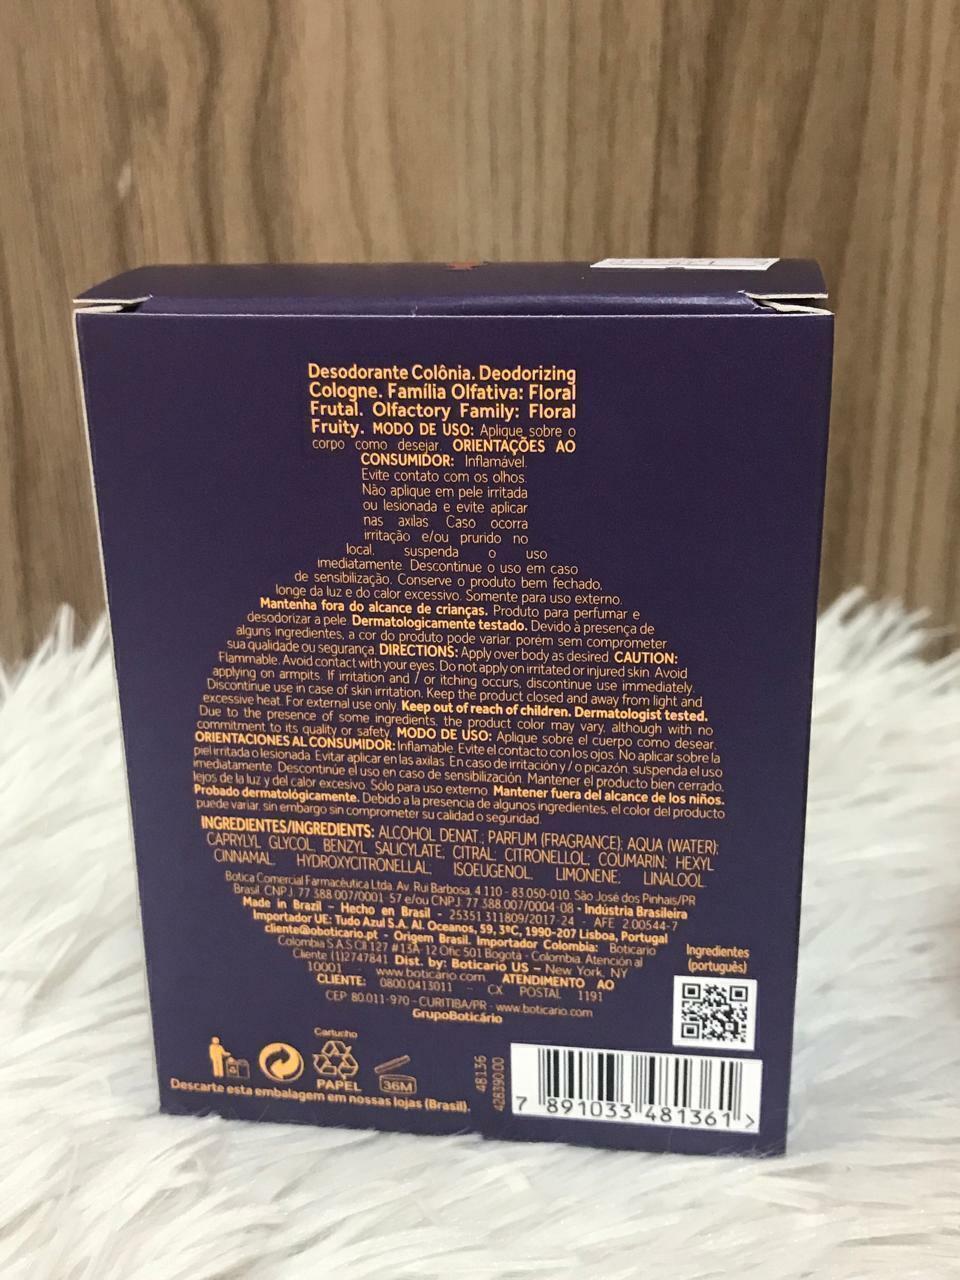 Desodorante Colônia. Deodorizing
Cologne. Família Olfativa: Floral
Frutal. Olfactory Family: Floral
Fruity. MODO DE USO: Aplique sobre o
corpo como desejar. ORIENTAÇÕES AO
CONSUMIDOR: Inflamável.
Evite contato com os olhos.
Não aplique em pele irritada
ou lesionada e evite aplicar
nas axilas. Caso ocorra
irritação e/ou prurido no
local, suspenda o uso
imediatamente. Descontinue o uso em caso
de sensibilização. Conserve o produto bem fechado,
longe da luz e do calor excessivo. Somente para uso externo.
Mantenha fora do alcance de crianças. Produto para perfumar e
desodorizar a pele. Dermatologicamente testado. Devido à presença de
alguns ingredientes, a cor do produto pode variar, porém sem comprometer
sua qualidade ou segurança. DIRECTIONS: Apply over body as desired. CAUTION:
Flammable. Avoid contact with your eyes. Do not apply on irritated or injured skin. Avoid
applying on armpits. If irritation and / or itching occurs, discontinue use immediately.
Discontinue use in case of skin irritation. Keep the product closed and away from light and
excessive heat. For external use only. Keep out of reach of children. Dermatologist tested.
Due to the presence of some ingredients, the product color may vary, although with no
commitment to its quality or safety. MODO DE USO: Aplique sobre el cuerpo como desear.
ORIENTACIONES AL CONSUMIDOR: Inflamable. Evite el contacto con los ojos. No aplicar sobre la
piel irritada o lesionada. Evitar aplicar en las axilas. En caso de irritación y / o picazón, suspenda el uso
imediatamente. Descontinúe el uso en caso de sensibilización. Mantener el producto bien cerrado,
lejos de la luz y del calor excesivo. Sólo para uso externo. Mantener fuera del alcance de los niños.
Probado dermatológicamente. Debido a la presencia de algunos ingredientes, el color del producto
puede variar, sin embargo sin comprometer su calidad o seguridad.
INGREDIENTES/INGREDIENTS: ALCOHOL DENAT.; PARFUM (FRAGRANCE); AQUA (WATER);
CAPRYLYL GLYCOL, BENZYL SALICYLATE, CITRAL; CITRONELLOL; COUMARIN; HEXYL
CINNAMAL; HYDROXYCITRONELLAL; ISOEUGENOL; LIMONENE; LINALOOL.
Botica Comercial Farmacêutica Ltda. Av. Rui Barbosa, 4.110 - 83.050-010. São José dos Pinhais/PR
Brasil. CNPJ. 77.388.007/0001-57 e/ou CNPJ. 77.388.007/0004-08 - Indústria Brasileira
Made in Brazil - Hecho en Brasil - 25351.311809/2017-24 - AFE 2.00544-7
Importador UE: Tudo Azul S.A. Al. Oceanos, 59, 3ºC, 1990-207 Lisboa, Portugal
cliente@oboticario.pt - Origem Brasil. Importador Colombia: Boticario
Colombia S.A.S Cll 127 #13A-12 Ofic 501 Bogotá - Colombia. Atención al
Cliente (1)2747841 Dist. by: Boticario US – New York, NY
10001 www.boticario.com ATENDIMENTO AO
CLIENTE: 0800.0413011 - CX POSTAL 1191
CEP 80.011-970 - CURITIBA/PR - www.boticario.com
GrupoBoticário
Ingredientes
(português)
Cartucho
PAPEL
36M
Descarte esta embalagem em nossas lojas (Brasil).
48136
42839000
7 891033 481361 >